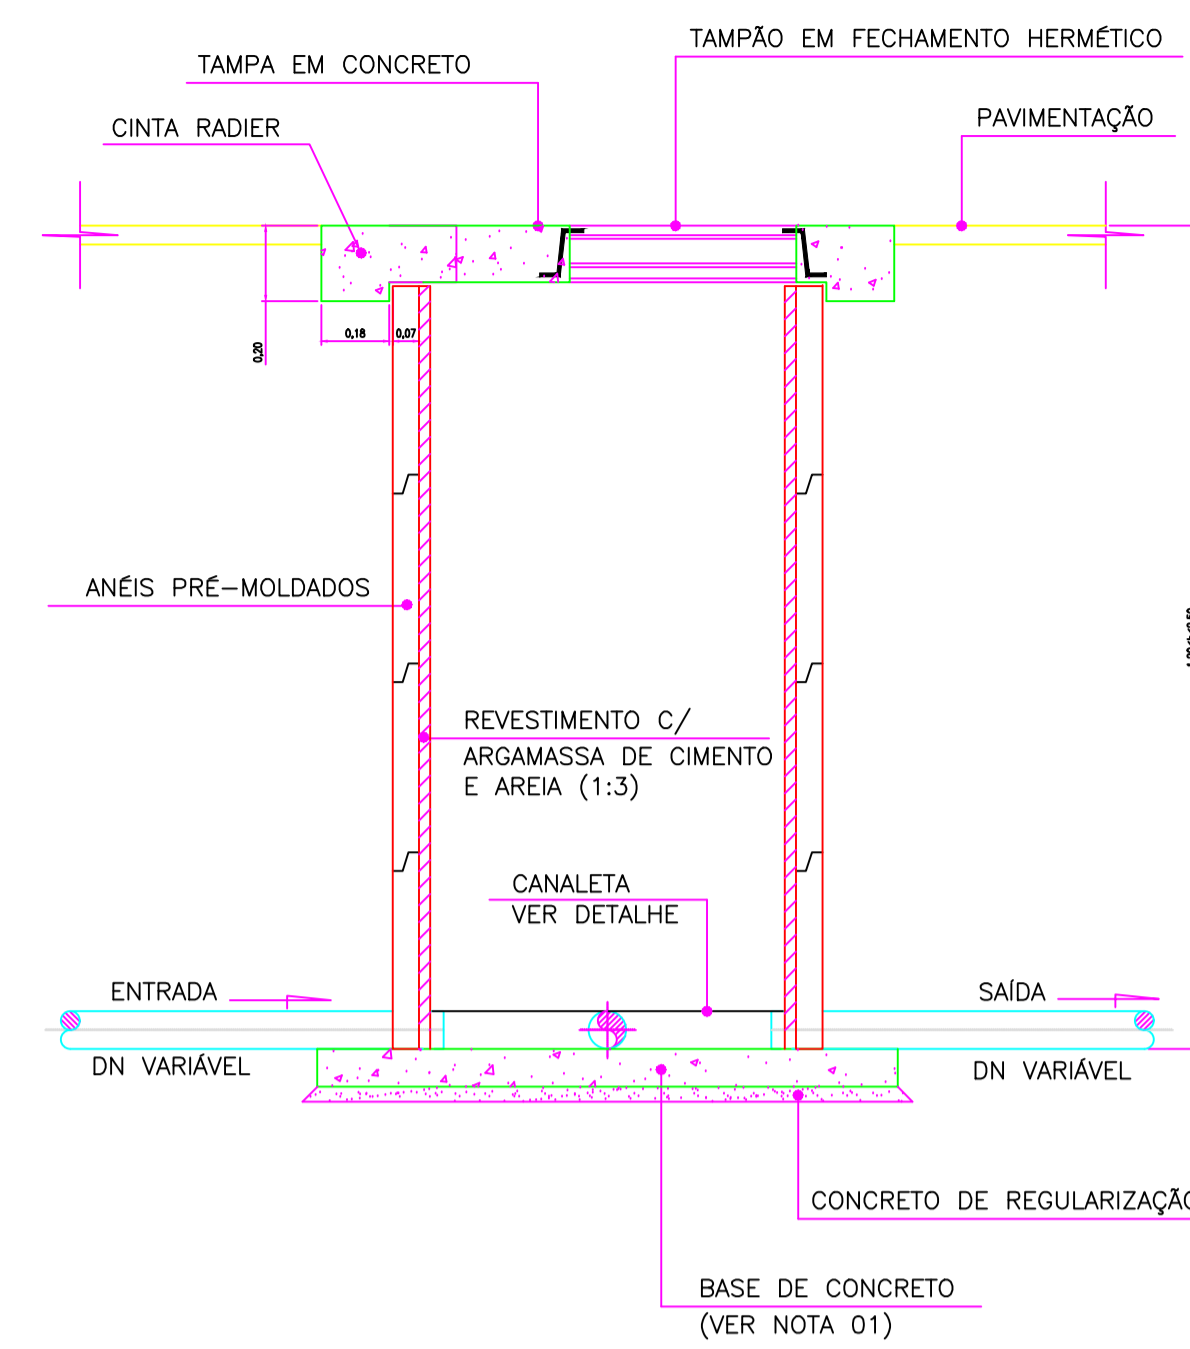 TAMPÃO EM FECHAMENTO HERMÉTICO
TAMPA EM CONCRETO
PAVIMENTAÇÃO
CINTA RADIER
0,18
0,07
0,20
ANÉIS PRÉ-MOLDADOS
REVESTIMENTO C/
ARGAMASSA DE CIMENTO
E AREIA (1:3)
CANALETA
VER DETALHE
ENTRADA
SAÍDA
DN VARIÁVEL
DN VARIÁVEL
CONCRETO DE REGULARIZAÇÃO
BASE DE CONCRETO
(VER NOTA 01)